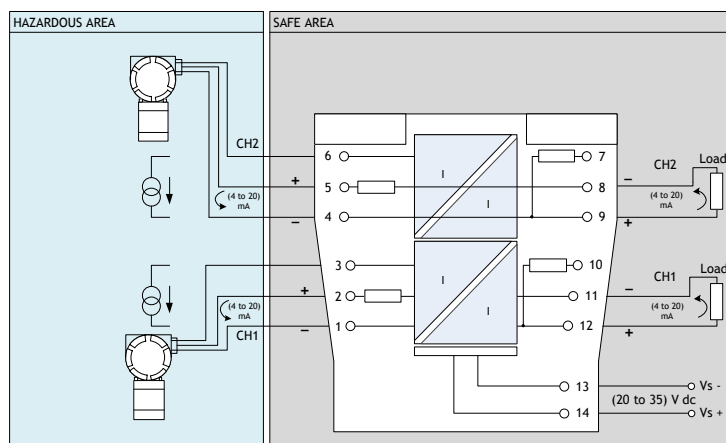 HAZARDOUS AREA
SAFE AREA
CH2
6
7
CH2
Load
+
5
8
−
(4 to 20)
mA
I
I
(4 to 20)
mA
−
4
9
+
3
10
Load
I
CH1
+
2
11
−
(4 to 20)
mA
I
(4 to 20)
mA
−
1
12
+
CH1
13
Vs -
(20 to 35) V dc
14
Vs +